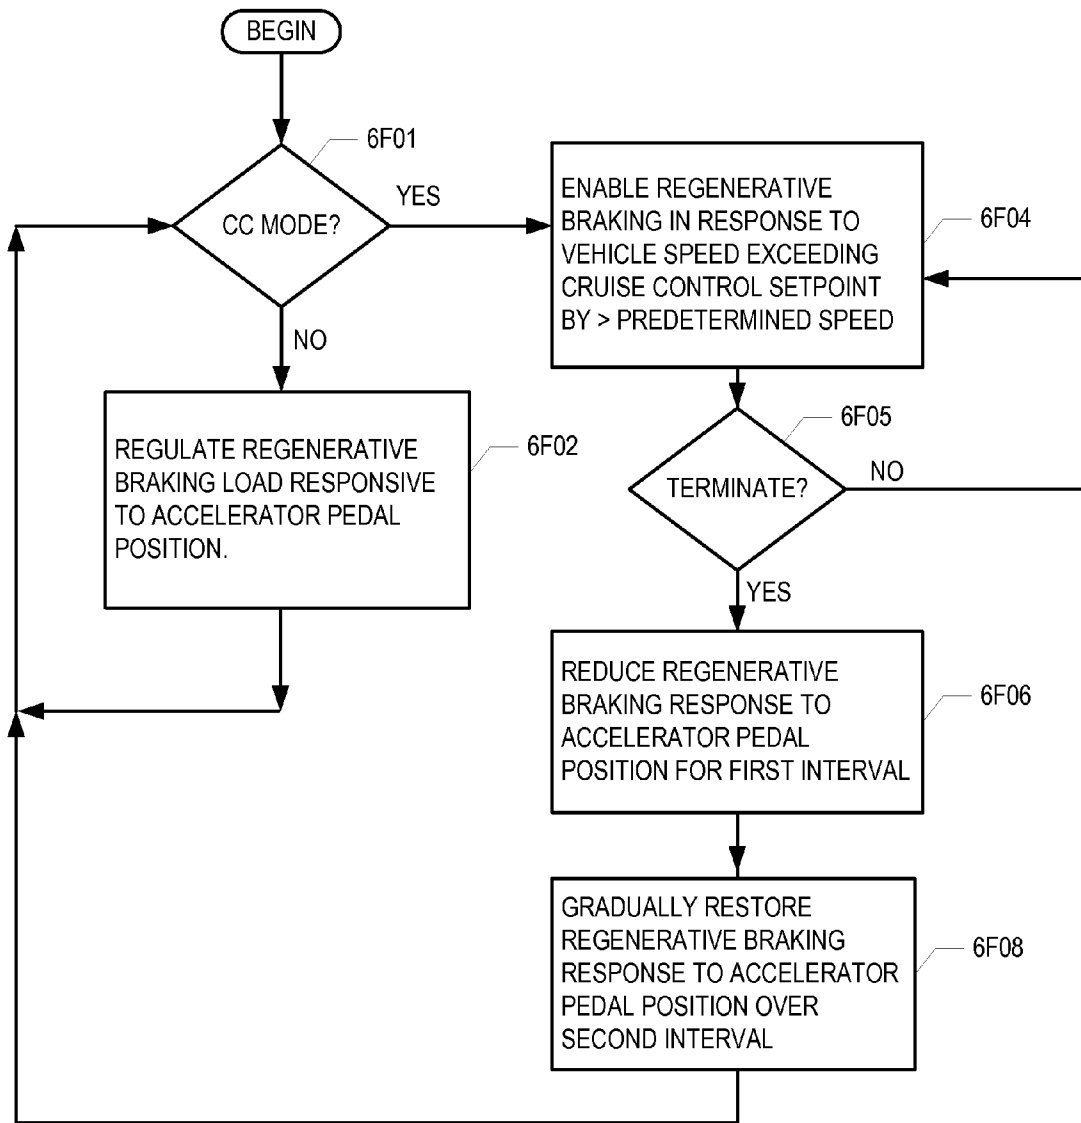 BEGIN
6F01
CC MODE?
YES
NO
REGULATE REGENERATIVE
BRAKING LOAD RESPONSIVE
TO ACCELERATOR PEDAL
POSITION.
6F02
ENABLE REGENERATIVE
BRAKING IN RESPONSE TO
VEHICLE SPEED EXCEEDING
CRUISE CONTROL SETPOINT
BY > PREDETERMINED SPEED
6F04
6F05
TERMINATE?
NO
YES
REDUCE REGENERATIVE
BRAKING RESPONSE TO
ACCELERATOR PEDAL
POSITION FOR FIRST INTERVAL
6F06
GRADUALLY RESTORE
REGENERATIVE BRAKING
RESPONSE TO ACCELERATOR
PEDAL POSITION OVER
SECOND INTERVAL
6F08